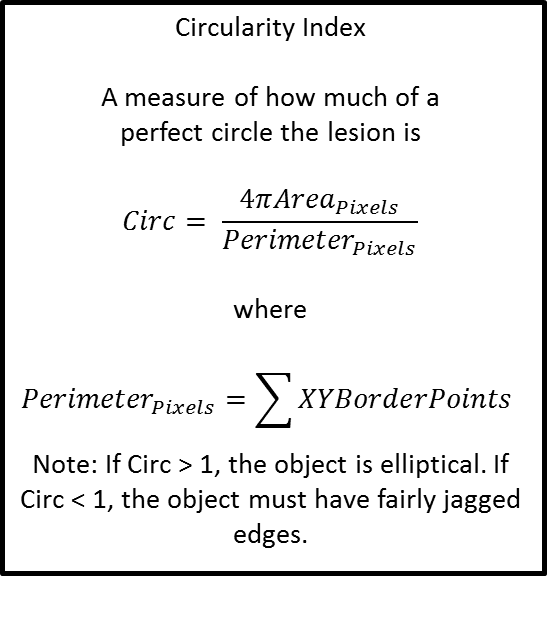 Circularity Index
A measure of how much of a
perfect circle the lesion is
Circ = 4πArea_Pixels / Perimeter_Pixels
where
Perimeter_Pixels = ∑ XYBorderPoints
Note: If Circ > 1, the object is elliptical. If
Circ < 1, the object must have fairly jagged
edges.